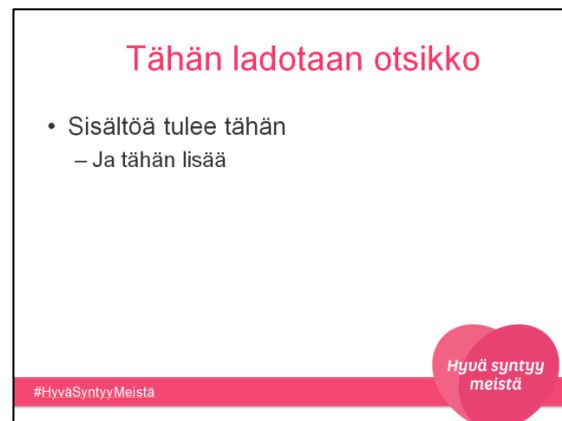 Tähän ladotaan otsikko
• Sisältöä tulee tähän
– Ja tähän lisää
Hyvä syntyy
meistä
#HyväSyntyyMeistä